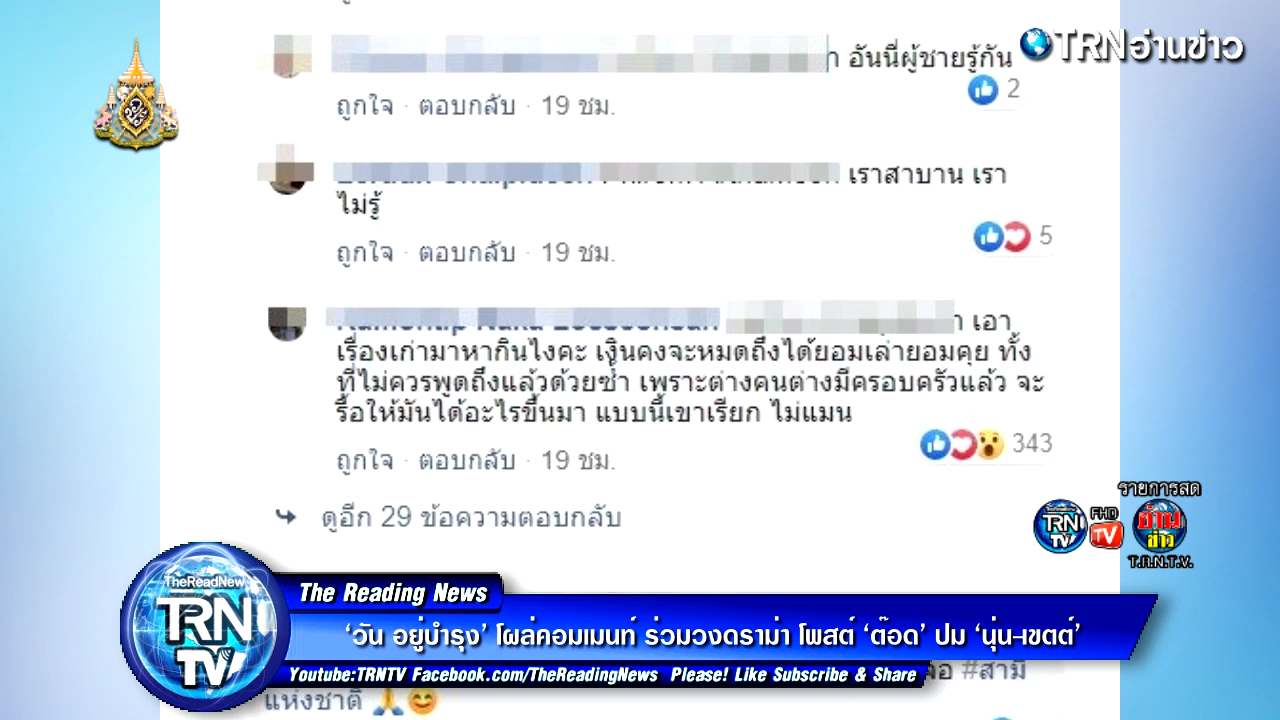 TRNอ่านข่าว
อันนี้ผู้ชายรู้กัน
2
ถูกใจ · ตอบกลับ · 19 ชม.
เราสาบาน เรา
ไม่รู้
5
ถูกใจ · ตอบกลับ · 19 ชม.
เอา
เรื่องเก่ามาหากินไงคะ เงินคงจะหมดถึงได้ยอมเล่ายอมคุย ทั้ง
ที่ไม่ควรพูดถึงแล้วด้วยซ้ำ เพราะต่างคนต่างมีครอบครัวแล้ว จะ
รื้อให้มันได้อะไรขึ้นมา แบบนี้เขาเรียก ไม่แมน
343
ถูกใจ · ตอบกลับ · 19 ชม.
ดูอีก 29 ข้อความตอบกลับ
รายการสด
TRN TV FHD TV อ่านข่าว
T.R.N.T.V.
TheReadNew
TRN
TV
The Reading News
‘วัน อยู่บำรุง’ โผล่คอมเมนท์ ร่วมวงดราม่า โพสต์ ‘ต๊อด’ ปม ‘นุ่น-เขตต์’
Youtube:TRNTV Facebook.com/TheReadingNews Please! Like Subscribe & Share
#สามี
แห่งชาติ